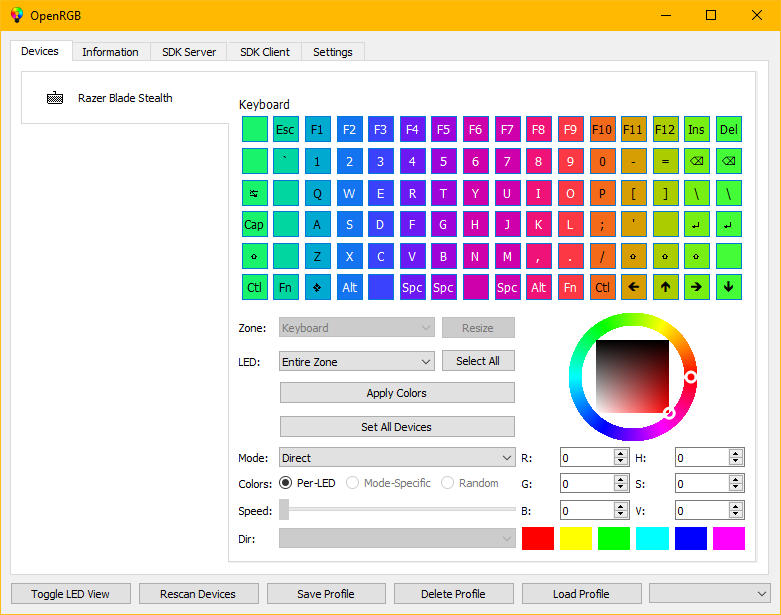 OpenRGB
Devices Information SDK Server SDK Client Settings
Razer Blade Stealth
Keyboard
Esc F1 F2 F3 F4 F5 F6 F7 F8 F9 F10 F11 F12 Ins Del
` 1 2 3 4 5 6 7 8 9 0 - = ⌫ ⌫
↹ Q W E R T Y U I O P [ ] \ \
Cap A S D F G H J K L ; ' ↵ ↵
⇧ Z X C V B N M , . / ⇧ ⇧ ⇧
Ctl Fn ❖ Alt Spc Spc Spc Alt Fn Ctl 🡨 🡩 🡪 🡫
Zone: Keyboard Resize
LED: Entire Zone Select All
Apply Colors
Set All Devices
Mode: Direct R: 0 H: 0
Colors: Per-LED Mode-Specific Random G: 0 S: 0
Speed: B: 0 V: 0
Dir:
Toggle LED View Rescan Devices Save Profile Delete Profile Load Profile